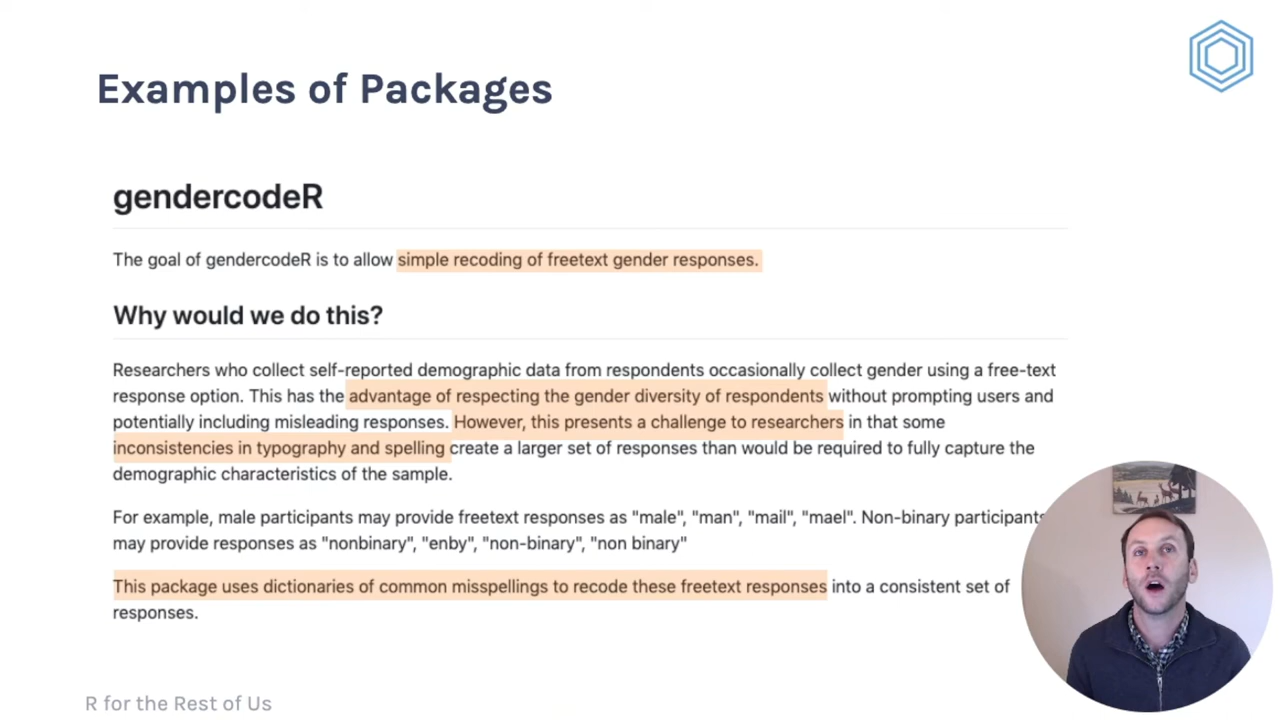 Examples of Packages
gendercodeR
The goal of gendercodeR is to allow simple recoding of freetext gender responses.
Why would we do this?
Researchers who collect self-reported demographic data from respondents occasionally collect gender using a free-text
response option. This has the advantage of respecting the gender diversity of respondents without prompting users and
potentially including misleading responses. However, this presents a challenge to researchers in that some
inconsistencies in typography and spelling create a larger set of responses than would be required to fully capture the
demographic characteristics of the sample.
For example, male participants may provide freetext responses as "male", "man", "mail", "mael". Non-binary participants
may provide responses as "nonbinary", "enby", "non-binary", "non binary"
This package uses dictionaries of common misspellings to recode these freetext responses into a consistent set of
responses.
R for the Rest of Us